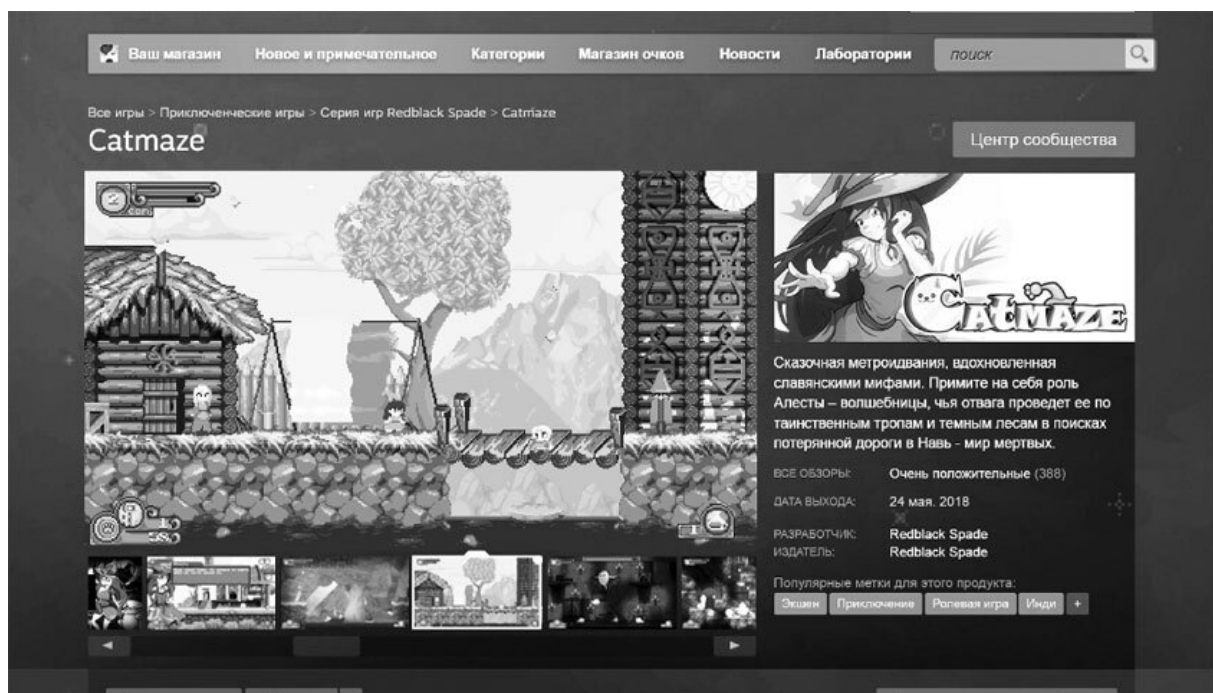 Ваш магазин Новое и примечательное Категории Магазин очков Новости Лаборатории поиск
Все игры > Приключенческие игры > Серия игр Redblack Spade > Catmaze
Catmaze
Центр сообщества
2
CATMAZE
Сказочная метроидвания, вдохновленная
славянскими мифами. Примите на себя роль
Алесты – волшебницы, чья отвага проведет ее по
таинственным тропам и темным лесам в поисках
потерянной дороги в Навь - мир мертвых.
ВСЕ ОБЗОРЫ: Очень положительные (388)
ДАТА ВЫХОДА: 24 мая. 2018
РАЗРАБОТЧИК: Redblack Spade
ИЗДАТЕЛЬ: Redblack Spade
Популярные метки для этого продукта:
Экшен Приключение Ролевая игра Инди +